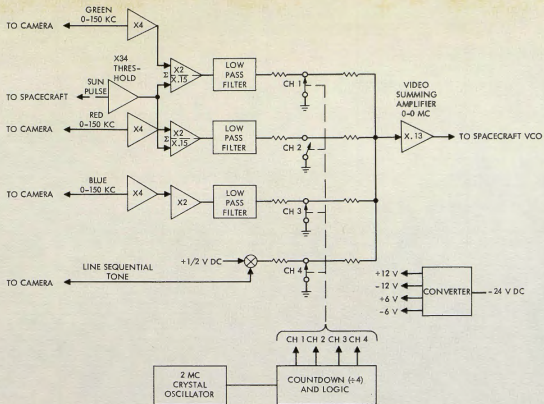 GREEN
0-150 KC
TO CAMERA
X4
X34
THRES-
HOLD
SUN
PULSE
TO SPACECRAFT
Σ
X2
X.15
LOW
PASS
FILTER
CH 1
RED
0-150 KC
TO CAMERA
X4
Σ
X2
X.15
LOW
PASS
FILTER
CH 2
VIDEO
SUMMING
AMPLIFIER
0-0 MC
X.13
TO SPACECRAFT VCO
BLUE
0-150 KC
TO CAMERA
X4
X2
LOW
PASS
FILTER
CH 3
+1/2 V DC
LINE SEQUENTIAL
TONE
TO CAMERA
CH 4
+12 V
-12 V
+6 V
-6 V
CONVERTER
-24 V DC
CH 1 CH 2 CH 3 CH 4
2 MC
CRYSTAL
OSCILLATOR
COUNTDOWN (÷4)
AND LOGIC